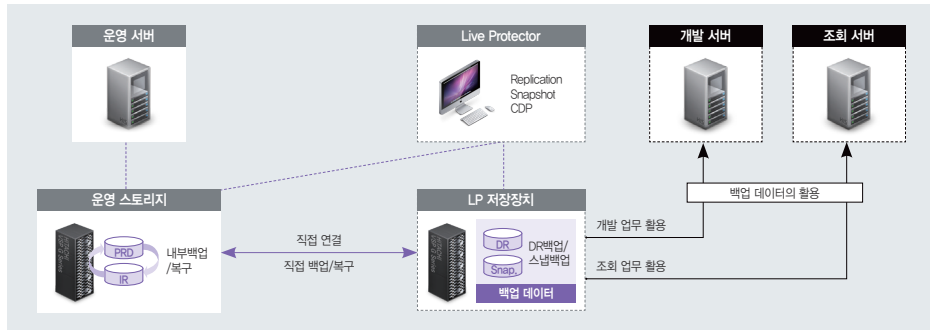 운영 서버
Live Protector
Replication
Snapshot
CDP
개발 서버
조회 서버
백업 데이터의 활용
운영 스토리지
PRD
IR
내부백업
/복구
직접 연결
직접 백업/복구
LP 저장장치
DR
Snap.
DR백업/
스냅백업
백업 데이터
개발 업무 활용
조회 업무 활용